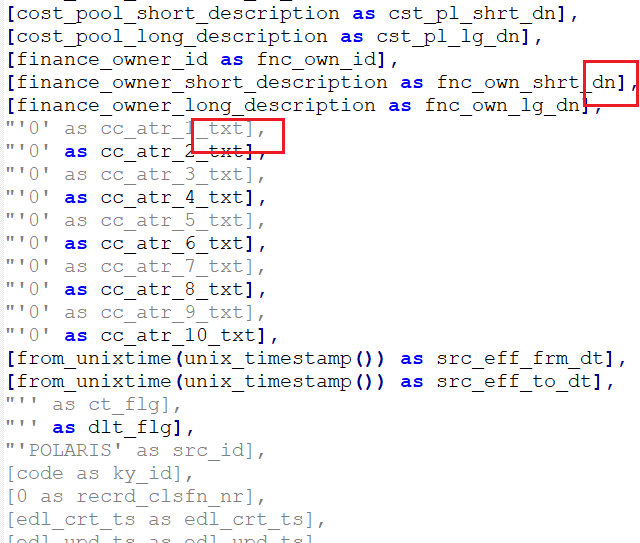 [cost_pool_short_description as cst_pl_shrt_dn],
[cost_pool_long_description as cst_pl_lg_dn],
[finance_owner_id as fnc_own_id],
[finance_owner_short_description as fnc_own_shrt_dn],
[finance_owner_long_description as fnc_own_lg_dn],
"'0' as cc_atr_1_txt],
"'0' as cc_atr_2_txt],
"'0' as cc_atr_3_txt],
"'0' as cc_atr_4_txt],
"'0' as cc_atr_5_txt],
"'0' as cc_atr_6_txt],
"'0' as cc_atr_7_txt],
"'0' as cc_atr_8_txt],
"'0' as cc_atr_9_txt],
"'0' as cc_atr_10_txt],
[from_unixtime(unix_timestamp()) as src_eff_frm_dt],
[from_unixtime(unix_timestamp()) as src_eff_to_dt],
"'' as ct_flg],
"'' as dlt_flg],
"'POLARIS' as src_id],
[code as ky_id],
[0 as recrd_clsfn_nr],
[edl_crt_ts as edl_crt_ts],
[edl_upd_ts as edl_upd_ts]